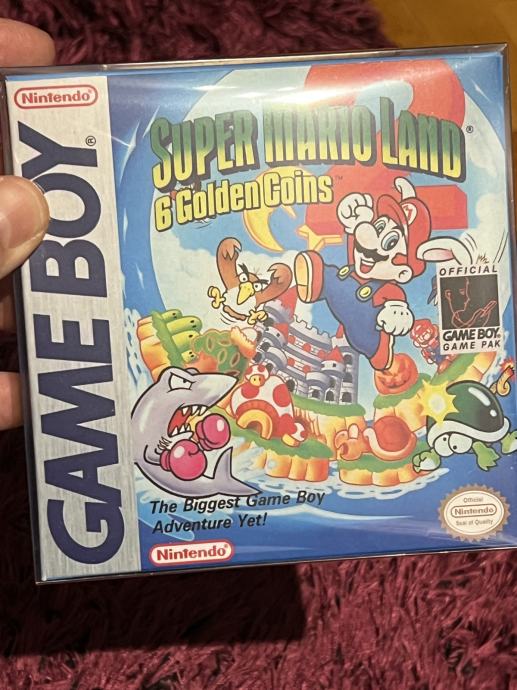 Nintendo®
GAME BOY®
SUPER MARIO LAND® 2
6 Golden Coins™
OFFICIAL
GAME BOY
GAME PAK
The Biggest Game Boy
Adventure Yet!
Nintendo®
Official
Nintendo
Seal of Quality